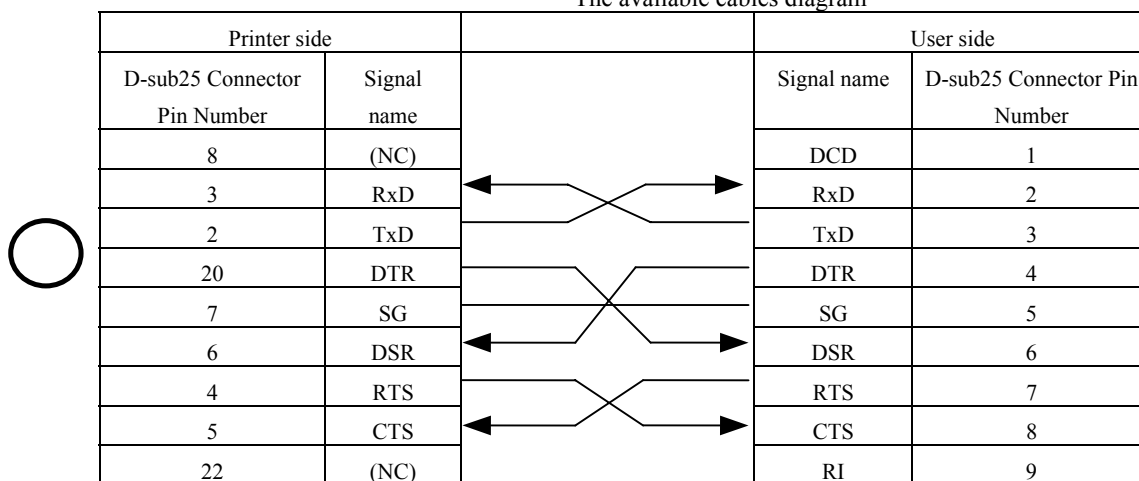 The available cables diagram
Printer side User side
D-sub25 Connector Signal Signal name D-sub25 Connector Pin
Pin Number name Number
8 (NC) DCD 1
3 RxD RxD 2
2 TxD TxD 3
20 DTR DTR 4
7 SG SG 5
6 DSR DSR 6
4 RTS RTS 7
5 CTS CTS 8
22 (NC) RI 9